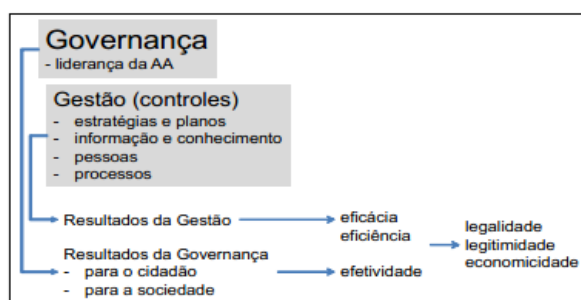 Governança
- liderança da AA
Gestão (controles)
- estratégias e planos
- informação e conhecimento
- pessoas
- processos
Resultados da Gestão
eficácia
eficiência
legalidade
legitimidade
economicidade
Resultados da Governança
- para o cidadão
- para a sociedade
efetividade